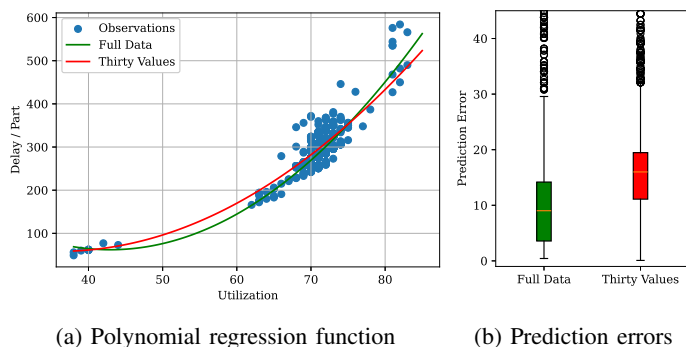 600
500
400
300
200
100
Delay / Part
Observations
Full Data
Thirty Values
40
50
60
70
80
Utilization
(a) Polynomial regression function
40
30
20
10
0
Prediction Error
Full Data
Thirty Values
(b) Prediction errors